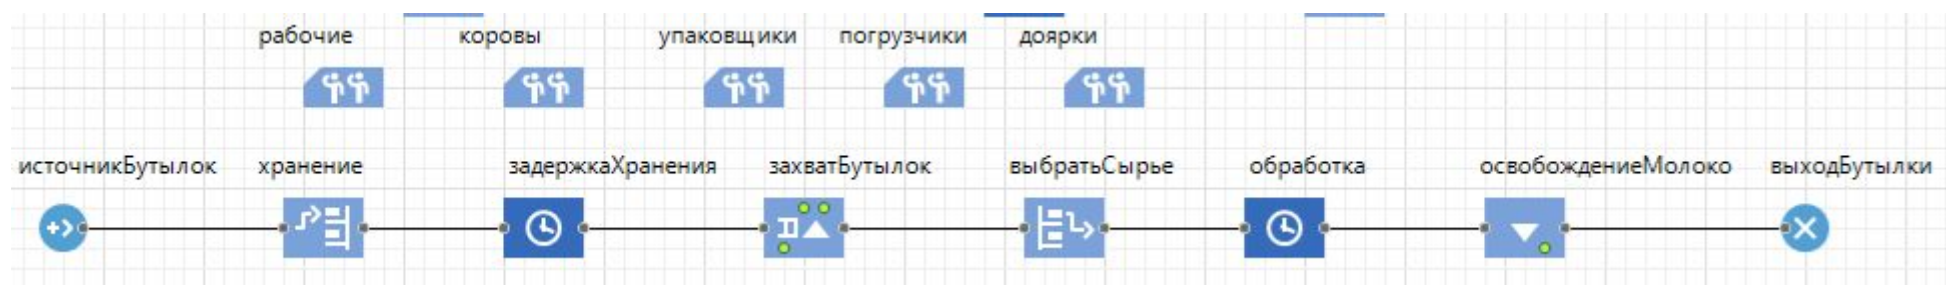 рабочие коровы упаковщики погрузчики доярки
источникБутылок хранение задержкаХранения захватБутылок выбратьСырье обработка освобождениеМолоко выходБутылки